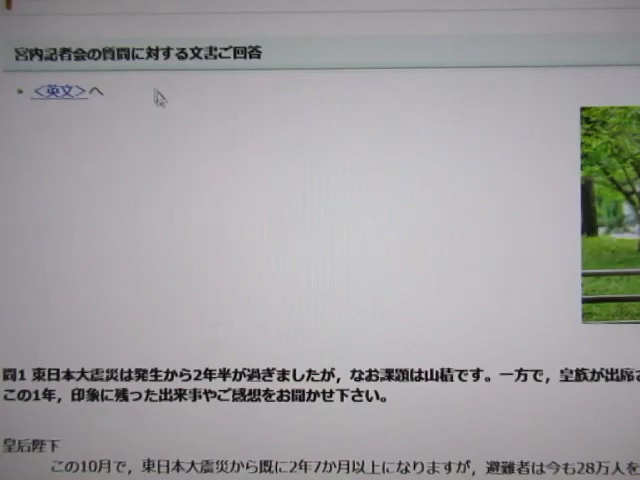 宮内記者会の質問に対する文書ご回答
<英文>へ
問1 東日本大震災は発生から2年半が過ぎましたが，なお課題は山積です。一方で，皇族が出席
この1年，印象に残った出来事やご感想をお聞かせ下さい。
皇后陛下
この10月で，東日本大震災から既に2年7か月以上になりますが，避難者は今も28万人を